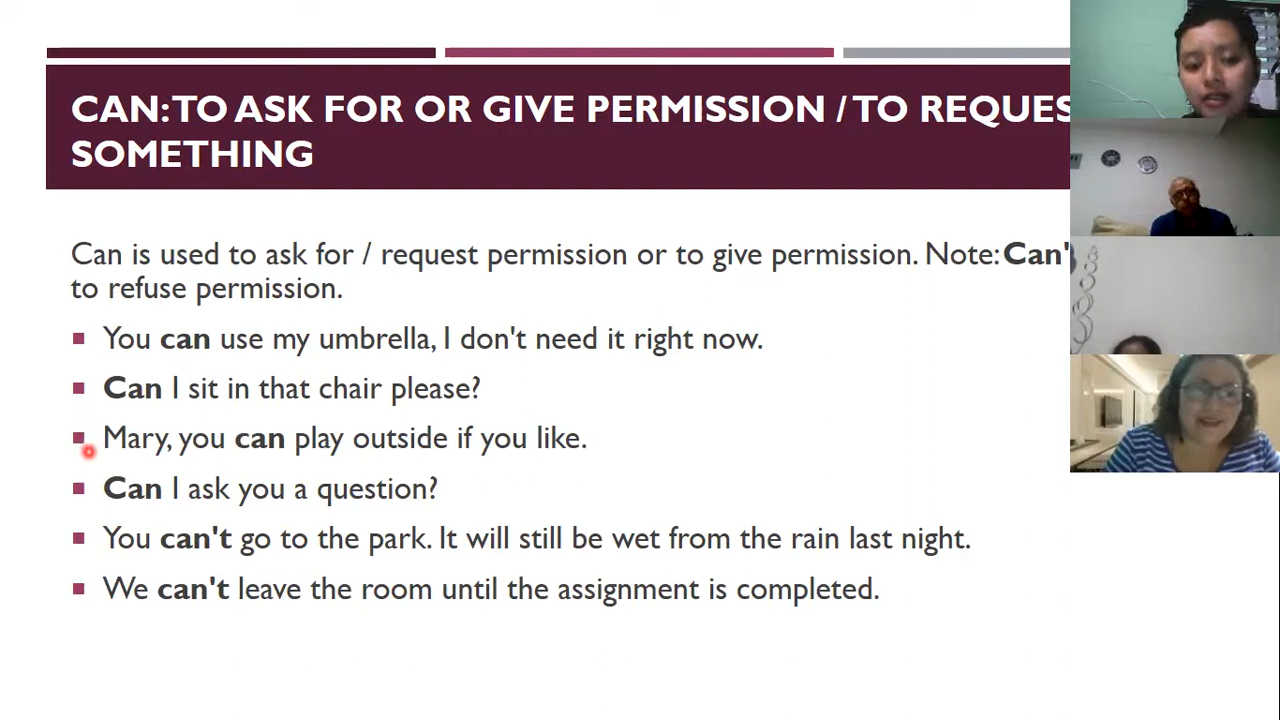 CAN: TO ASK FOR OR GIVE PERMISSION / TO REQUES
SOMETHING
Can is used to ask for / request permission or to give permission. Note: Can'
to refuse permission.
You can use my umbrella, I don't need it right now.
Can I sit in that chair please?
Mary, you can play outside if you like.
Can I ask you a question?
You can't go to the park. It will still be wet from the rain last night.
We can't leave the room until the assignment is completed.